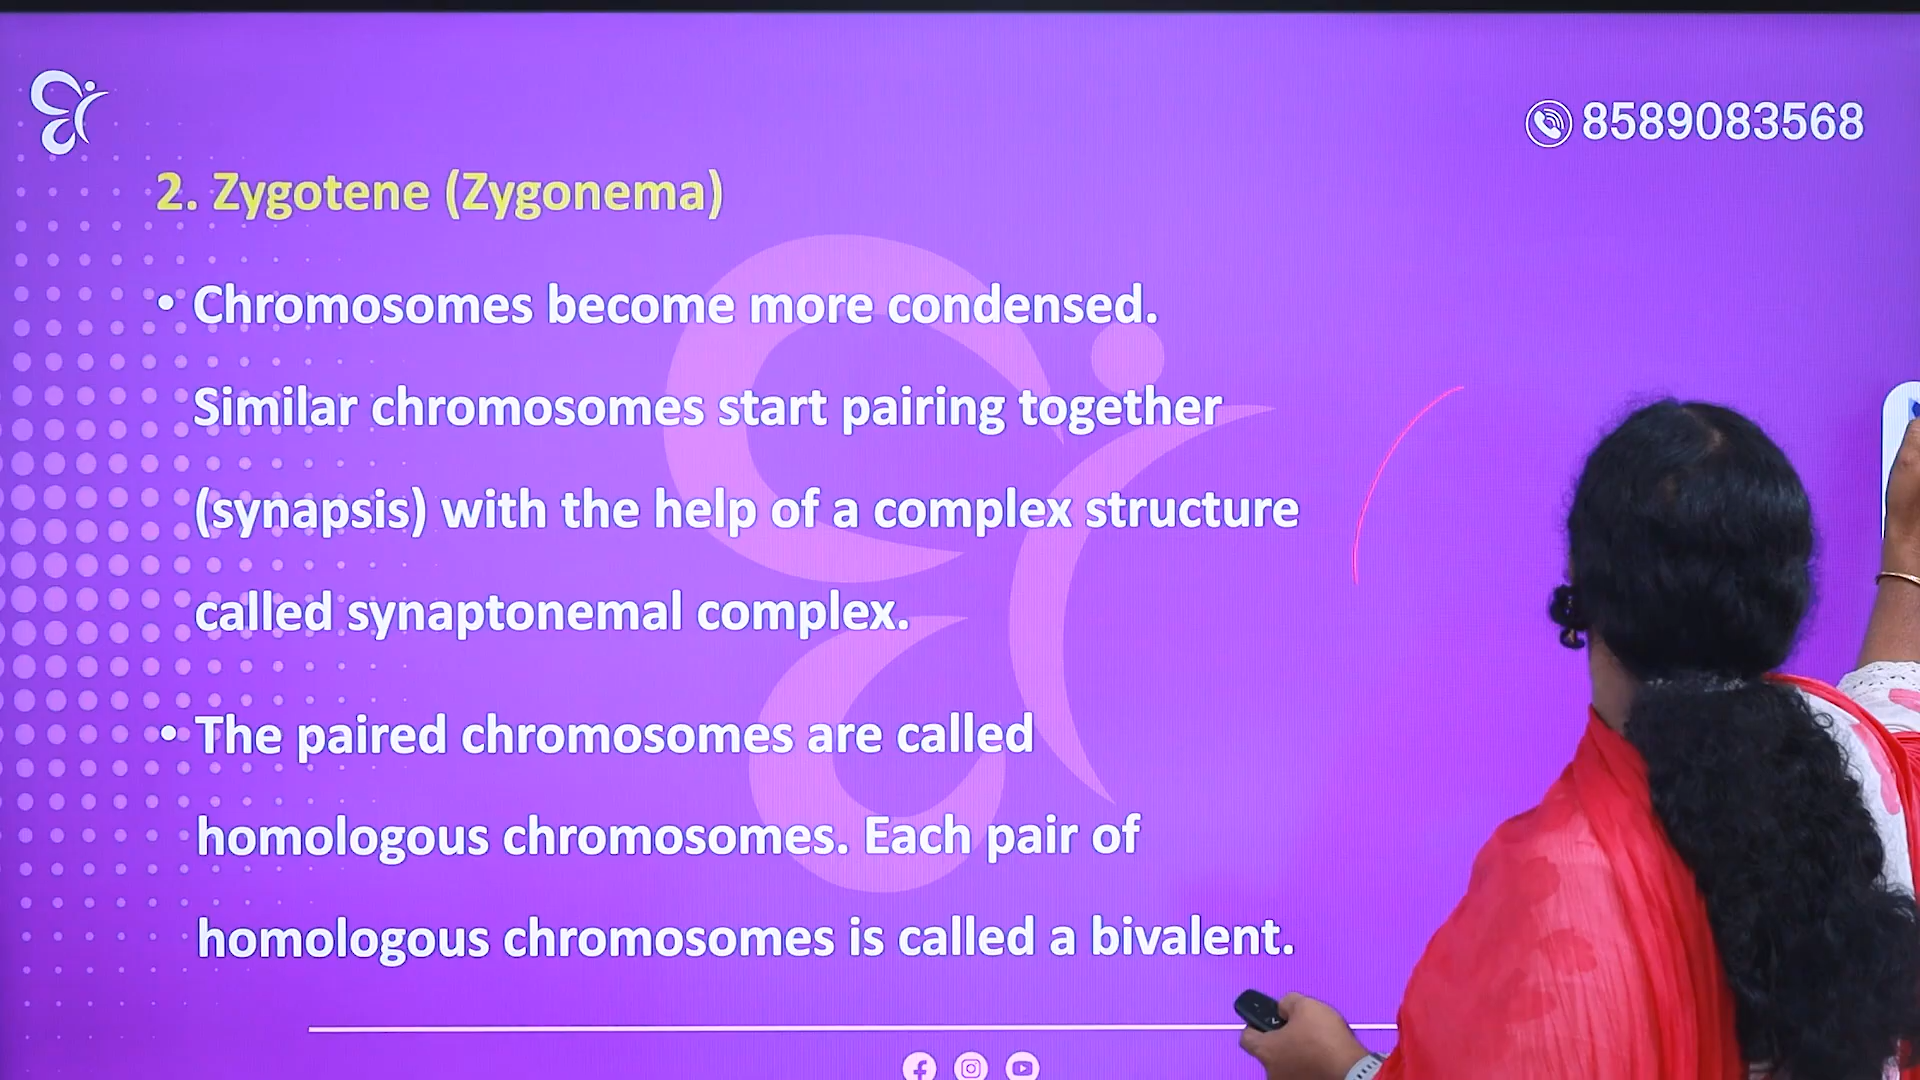 8589083568
2. Zygotene (Zygonema)
• Chromosomes become more condensed.
Similar chromosomes start pairing together
(synapsis) with the help of a complex structure
called synaptonemal complex.
• The paired chromosomes are called
homologous chromosomes. Each pair of
homologous chromosomes is called a bivalent.